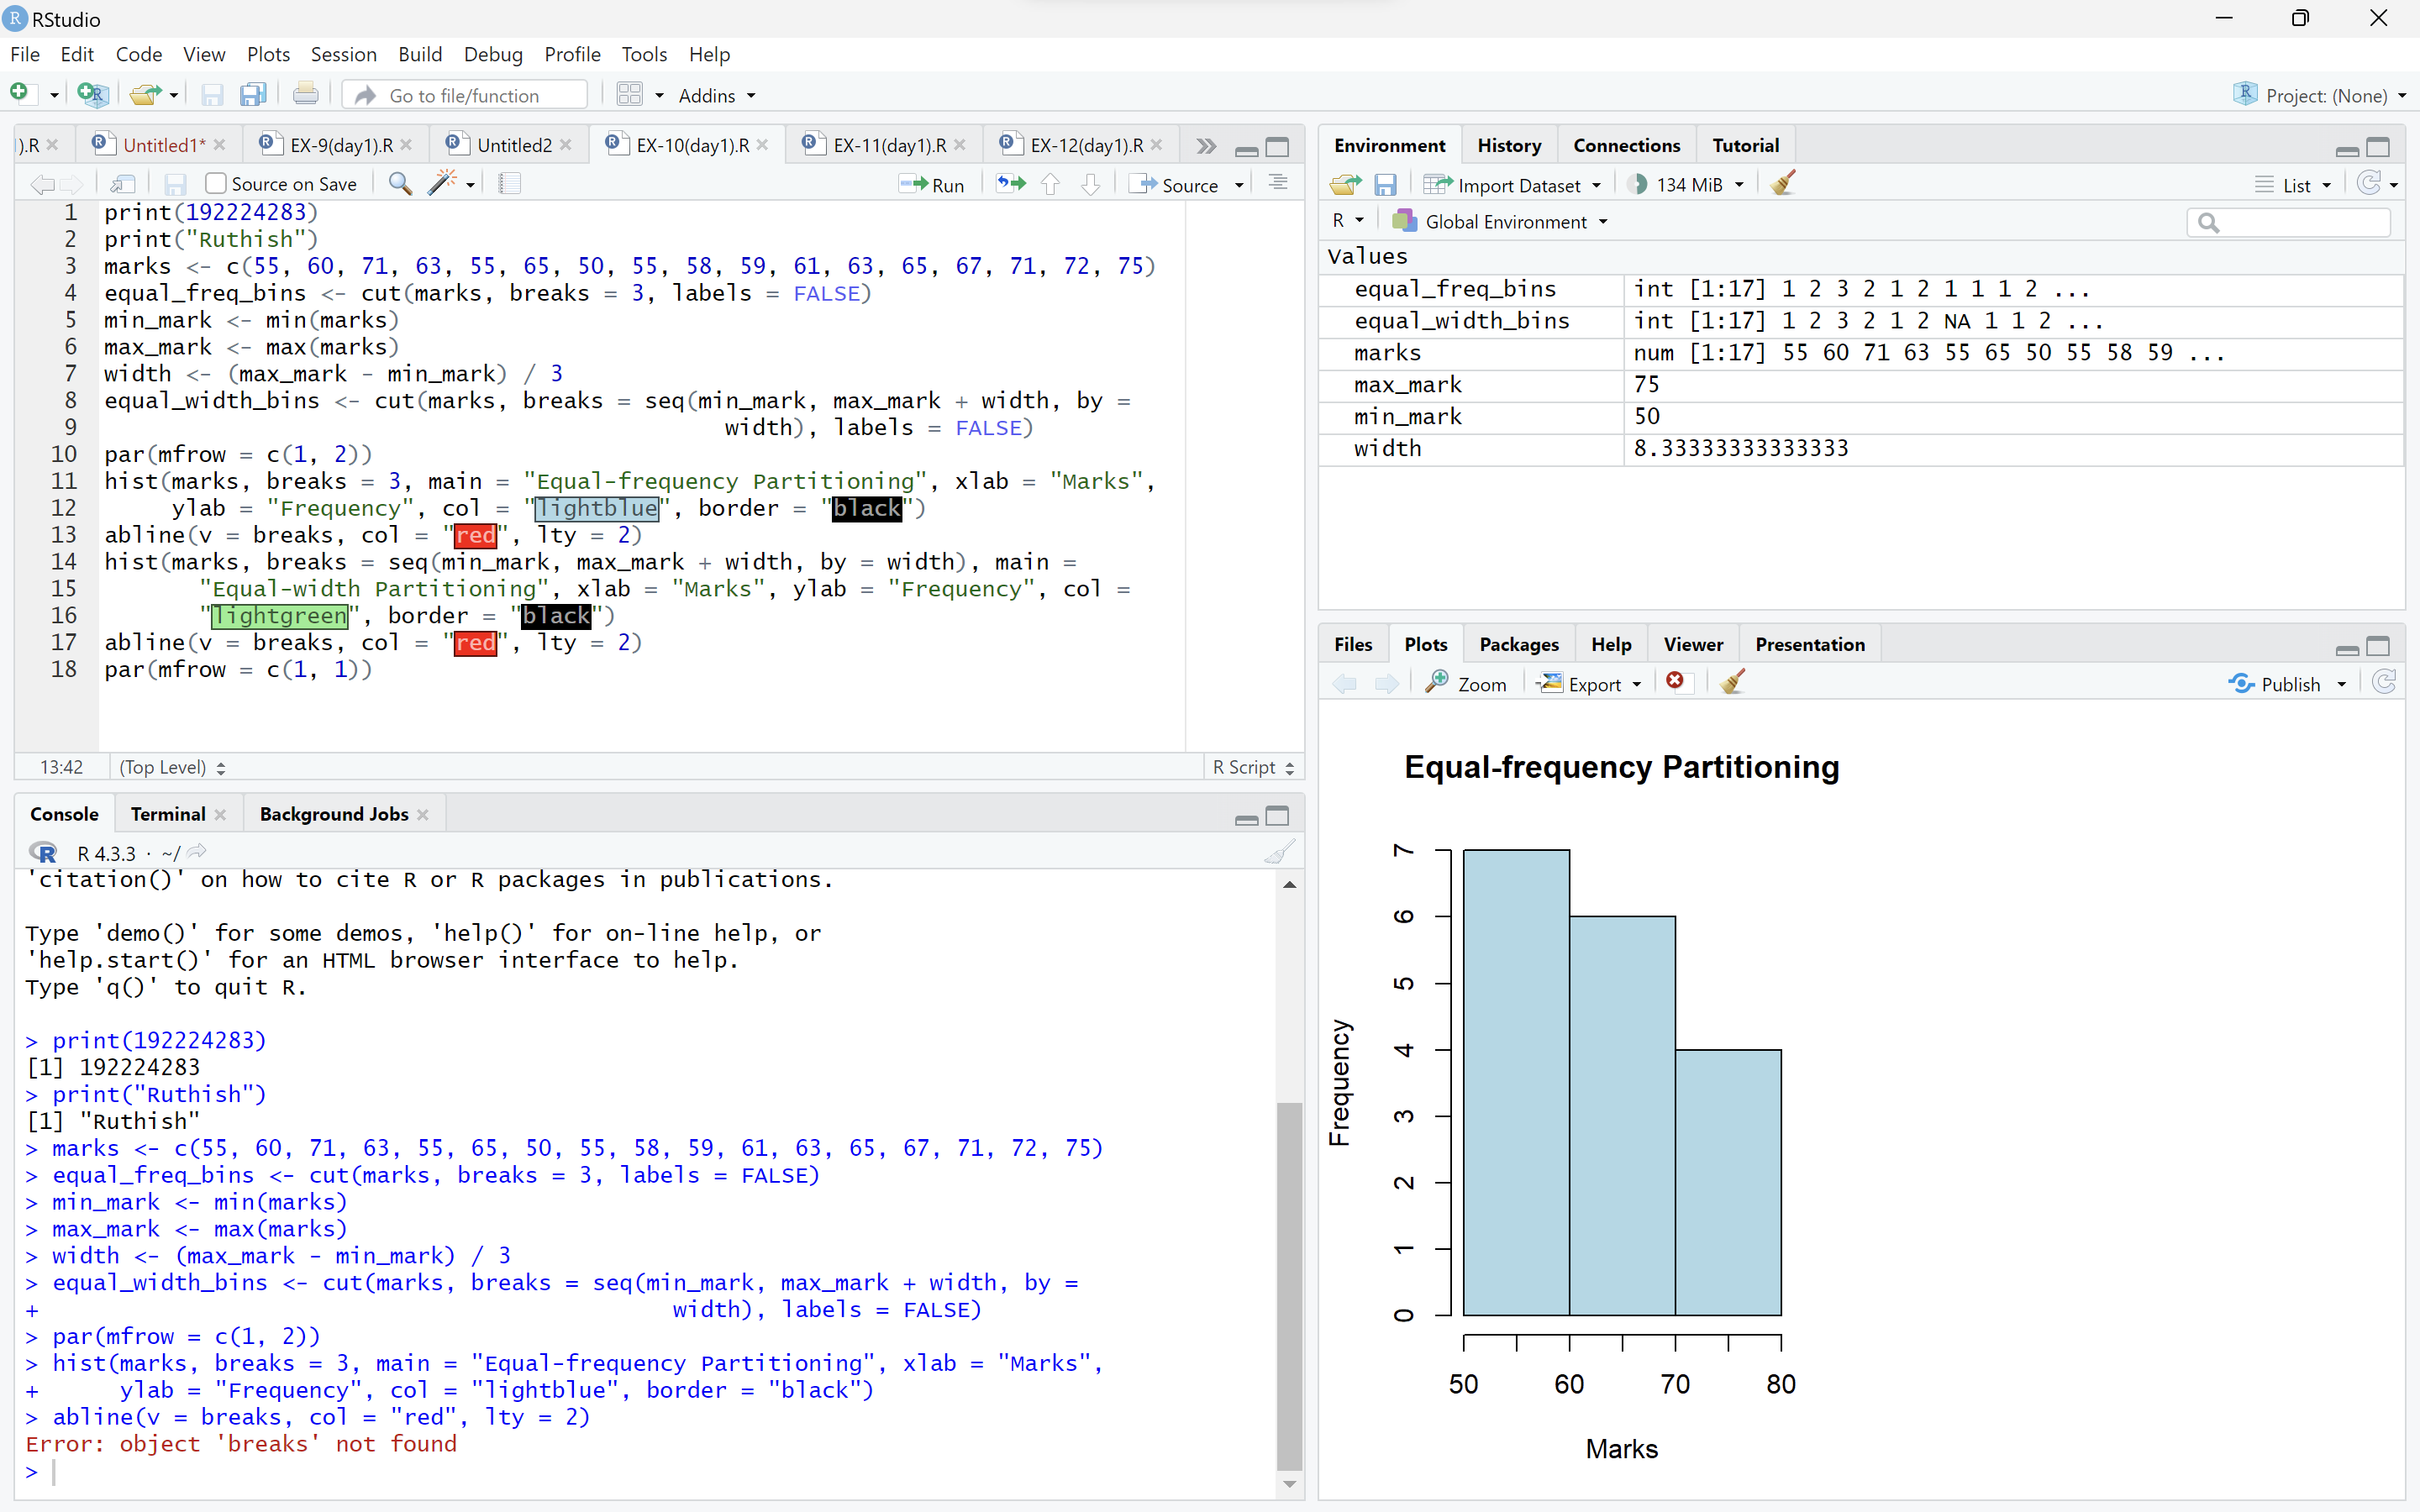 RStudio
File Edit Code View Plots Session Build Debug Profile Tools Help
Go to file/function Addins Project: (None)
).R Untitled1* EX-9(day1).R Untitled2 EX-10(day1).R EX-11(day1).R EX-12(day1).R
Source on Save Run Source
1 print(192224283)
2 print("Ruthish")
3 marks <- c(55, 60, 71, 63, 55, 65, 50, 55, 58, 59, 61, 63, 65, 67, 71, 72, 75)
4 equal_freq_bins <- cut(marks, breaks = 3, labels = FALSE)
5 min_mark <- min(marks)
6 max_mark <- max(marks)
7 width <- (max_mark - min_mark) / 3
8 equal_width_bins <- cut(marks, breaks = seq(min_mark, max_mark + width, by =
9 width), labels = FALSE)
10 par(mfrow = c(1, 2))
11 hist(marks, breaks = 3, main = "Equal-frequency Partitioning", xlab = "Marks",
12 ylab = "Frequency", col = "lightblue", border = "black")
13 abline(v = breaks, col = "red", lty = 2)
14 hist(marks, breaks = seq(min_mark, max_mark + width, by = width), main =
15 "Equal-width Partitioning", xlab = "Marks", ylab = "Frequency", col =
16 "lightgreen", border = "black")
17 abline(v = breaks, col = "red", lty = 2)
18 par(mfrow = c(1, 1))
13:42 (Top Level) R Script
Console Terminal Background Jobs
R 4.3.3 · ~/
'citation()' on how to cite R or R packages in publications.
Type 'demo()' for some demos, 'help()' for on-line help, or
'help.start()' for an HTML browser interface to help.
Type 'q()' to quit R.
> print(192224283)
[1] 192224283
> print("Ruthish")
[1] "Ruthish"
> marks <- c(55, 60, 71, 63, 55, 65, 50, 55, 58, 59, 61, 63, 65, 67, 71, 72, 75)
> equal_freq_bins <- cut(marks, breaks = 3, labels = FALSE)
> min_mark <- min(marks)
> max_mark <- max(marks)
> width <- (max_mark - min_mark) / 3
> equal_width_bins <- cut(marks, breaks = seq(min_mark, max_mark + width, by =
+ width), labels = FALSE)
> par(mfrow = c(1, 2))
> hist(marks, breaks = 3, main = "Equal-frequency Partitioning", xlab = "Marks",
+ ylab = "Frequency", col = "lightblue", border = "black")
> abline(v = breaks, col = "red", lty = 2)
Error: object 'breaks' not found
>
Environment History Connections Tutorial
Import Dataset 134 MiB List
R Global Environment
Values
equal_freq_bins int [1:17] 1 2 3 2 1 2 1 1 1 2 ...
equal_width_bins int [1:17] 1 2 3 2 1 2 NA 1 1 2 ...
marks num [1:17] 55 60 71 63 55 65 50 55 58 59 ...
max_mark 75
min_mark 50
width 8.33333333333333
Files Plots Packages Help Viewer Presentation
Zoom Export Publish
Equal-frequency Partitioning
7
6
5
4
3
2
1
0
Frequency
50 60 70 80
Marks